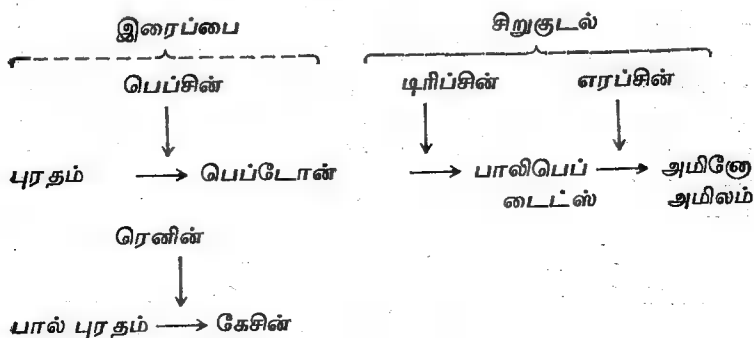 இரைப்பை சிறுகுடல்
பெப்சின் டிரிப்சின் எரப்சின்
புரதம் → பெப்டோன் → பாலிபெப் → அமினோ
டைட்ஸ் அமிலம்
ரெனின்
பால் புரதம் → கேசின்